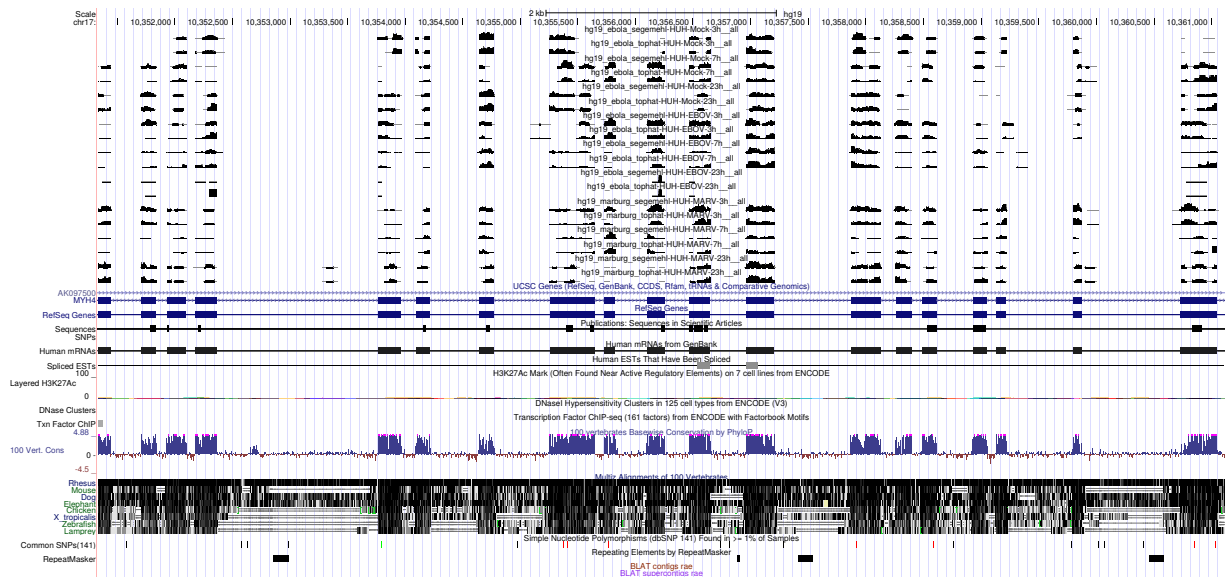 Scale 2 kb hg19
chr17: 10,352,000 10,352,500 10,353,000 10,353,500 10,354,000 10,354,500 10,355,000 10,355,500 10,356,000 10,356,500 10,357,000 10,357,500 10,358,000 10,358,500 10,359,000 10,359,500 10,360,000 10,360,500 10,361,000
hg19_ebola_segemehl-HUH-Mock-3h__all
hg19_ebola_tophat-HUH-Mock-3h__all
hg19_ebola_segemehl-HUH-Mock-7h__all
hg19_ebola_tophat-HUH-Mock-7h__all
hg19_ebola_segemehl-HUH-Mock-23h__all
hg19_ebola_tophat-HUH-Mock-23h__all
hg19_ebola_segemehl-HUH-EBOV-3h__all
hg19_ebola_tophat-HUH-EBOV-3h__all
hg19_ebola_segemehl-HUH-EBOV-7h__all
hg19_ebola_tophat-HUH-EBOV-7h__all
hg19_ebola_segemehl-HUH-EBOV-23h__all
hg19_ebola_tophat-HUH-EBOV-23h__all
hg19_marburg_segemehl-HUH-MARV-3h__all
hg19_marburg_tophat-HUH-MARV-3h__all
hg19_marburg_segemehl-HUH-MARV-7h__all
hg19_marburg_tophat-HUH-MARV-7h__all
hg19_marburg_segemehl-HUH-MARV-23h__all
hg19_marburg_tophat-HUH-MARV-23h__all
UCSC Genes (RefSeq, GenBank, CCDS, Rfam, tRNAs & Comparative Genomics)
AK097500
MYH4
RefSeq Genes
RefSeq Genes
Publications: Sequences in Scientific Articles
Sequences
SNPs
Human mRNAs from GenBank
Human mRNAs
Human ESTs That Have Been Spliced
Spliced ESTs
H3K27Ac Mark (Often Found Near Active Regulatory Elements) on 7 cell lines from ENCODE
100
Layered H3K27Ac
0
DNaseI Hypersensitivity Clusters in 125 cell types from ENCODE (V3)
DNase Clusters
Transcription Factor ChIP-seq (161 factors) from ENCODE with Factorbook Motifs
Txn Factor ChIP
100 vertebrates Basewise Conservation by PhyloP
4.88
100 Vert. Cons
0
-4.5
Multiz Alignments of 100 Vertebrates
Rhesus
Mouse
Dog
Elephant
Chicken
X_tropicalis
Zebrafish
Lamprey
Simple Nucleotide Polymorphisms (dbSNP 141) Found in >= 1% of Samples
Common SNPs(141)
Repeating Elements by RepeatMasker
RepeatMasker
BLAT contigs rae
BLAT supercontigs rae